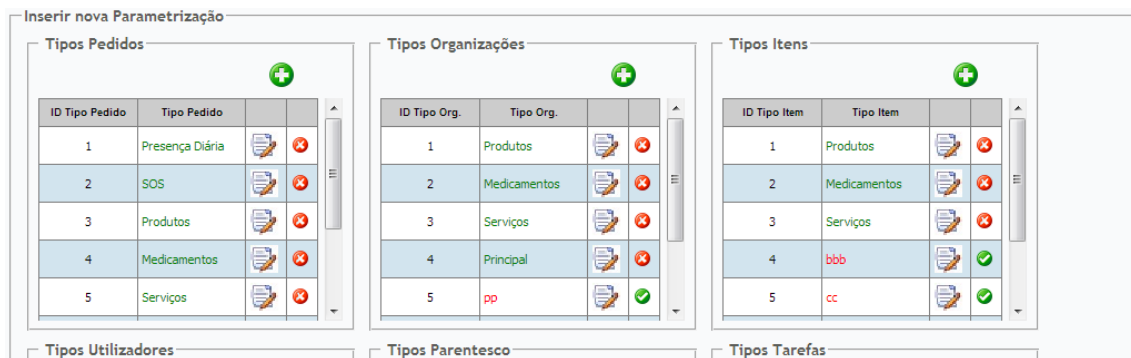 Inserir nova Parametrização
Tipos Pedidos
ID Tipo Pedido Tipo Pedido
1 Presença Diária
2 SOS
3 Produtos
4 Medicamentos
5 Serviços
Tipos Organizações
ID Tipo Org. Tipo Org.
1 Produtos
2 Medicamentos
3 Serviços
4 Principal
5 pp
Tipos Itens
ID Tipo Item Tipo Item
1 Produtos
2 Medicamentos
3 Serviços
4 bbb
5 cc
Tipos Utilizadores
Tipos Parentesco
Tipos Tarefas